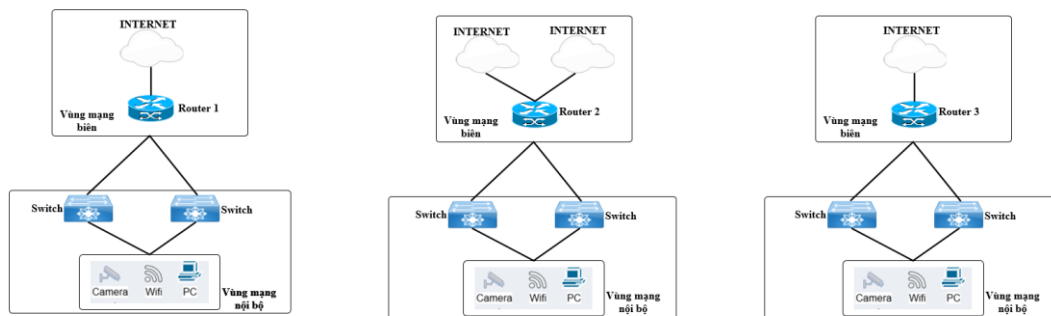 INTERNET
Router 1
Vùng mạng
biên
Switch
Switch
Camera
Wifi
PC
Vùng mạng
nội bộ
INTERNET
INTERNET
Router 2
Vùng mạng
biên
Switch
Switch
Camera
Wifi
PC
Vùng mạng
nội bộ
INTERNET
Router 3
Vùng mạng
biên
Switch
Switch
Camera
Wifi
PC
Vùng mạng
nội bộ